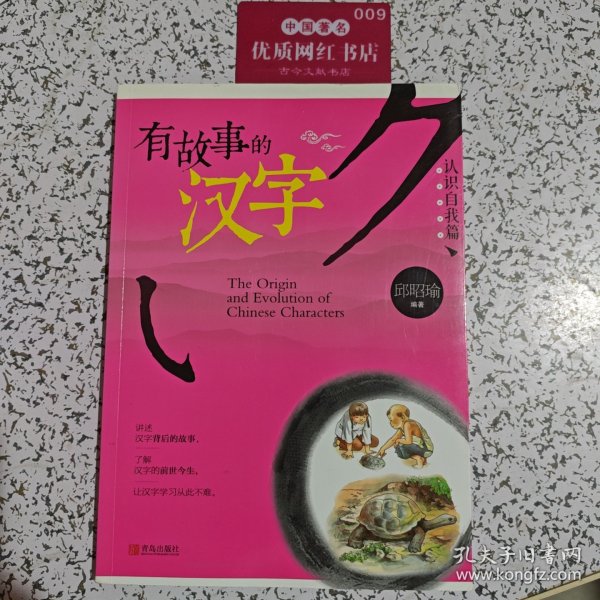 009
中国著名
优质网红书店
古今文献书店
有故事的
汉字
认识自我篇
The Origin
and Evolution of
Chinese Characters
邱昭瑜
编著
讲述
汉字背后的故事,
了解
汉字的前世今生,
让汉字学习从此不难。
青岛出版社
孔夫子旧书网
www.kongfz.com